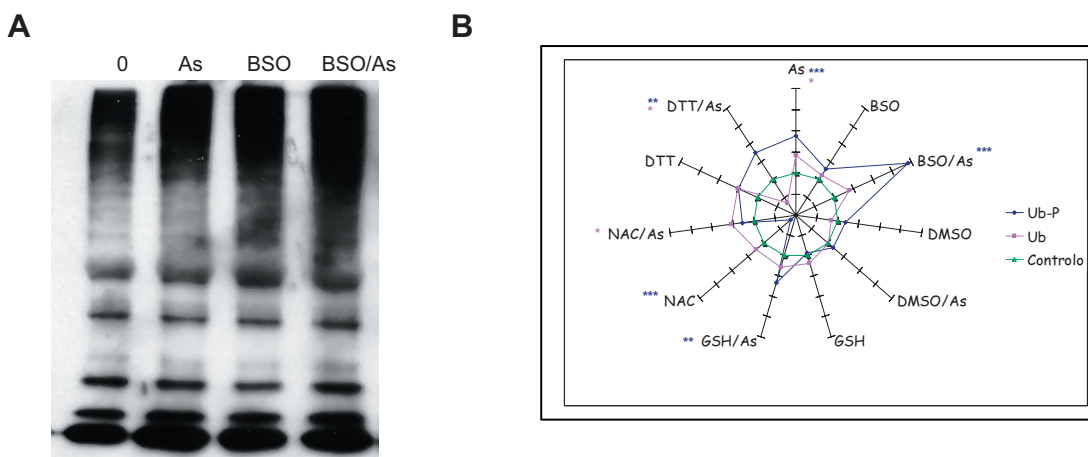 A
0 As BSO BSO/As
B
As ***
*
** DTT/As
*
BSO
DTT
BSO/As ***
* NAC/As
DMSO
*** NAC
DMSO/As
** GSH/As
GSH
Ub-P
Ub
Controlo